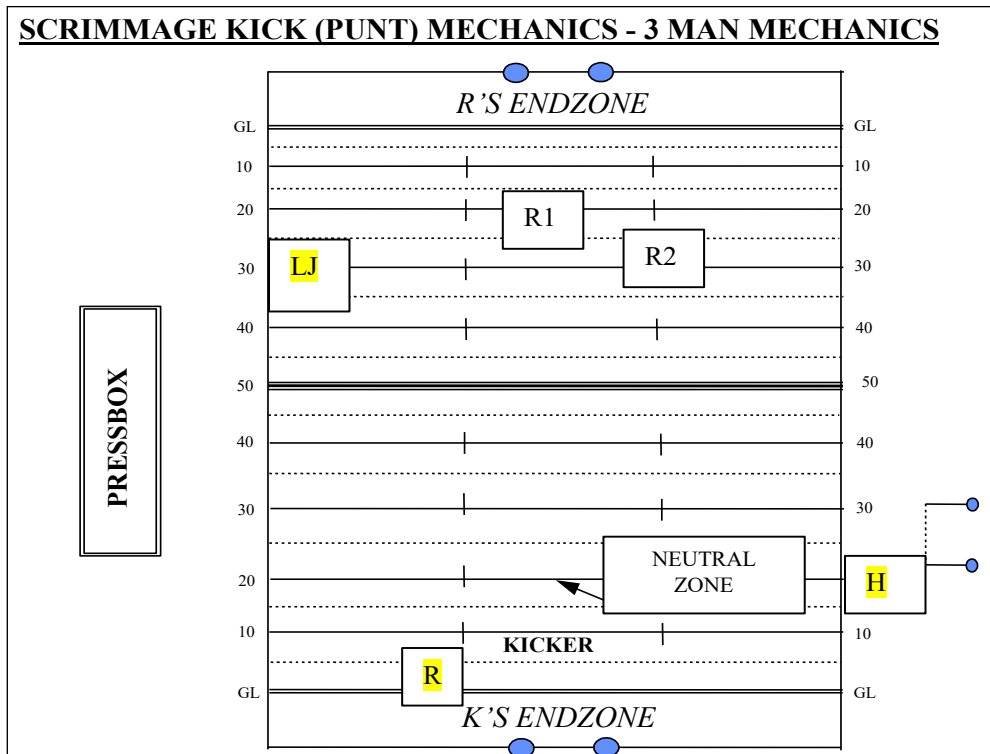 SCRIMMAGE KICK (PUNT) MECHANICS - 3 MAN MECHANICS
R'S ENDZONE
GL GL
10 10
20 R1 20
LJ R2
30 30
40 40
50 50
PRESSBOX
40 40
30 30
NEUTRAL
ZONE
20 H
10 10
KICKER
R
GL GL
K'S ENDZONE